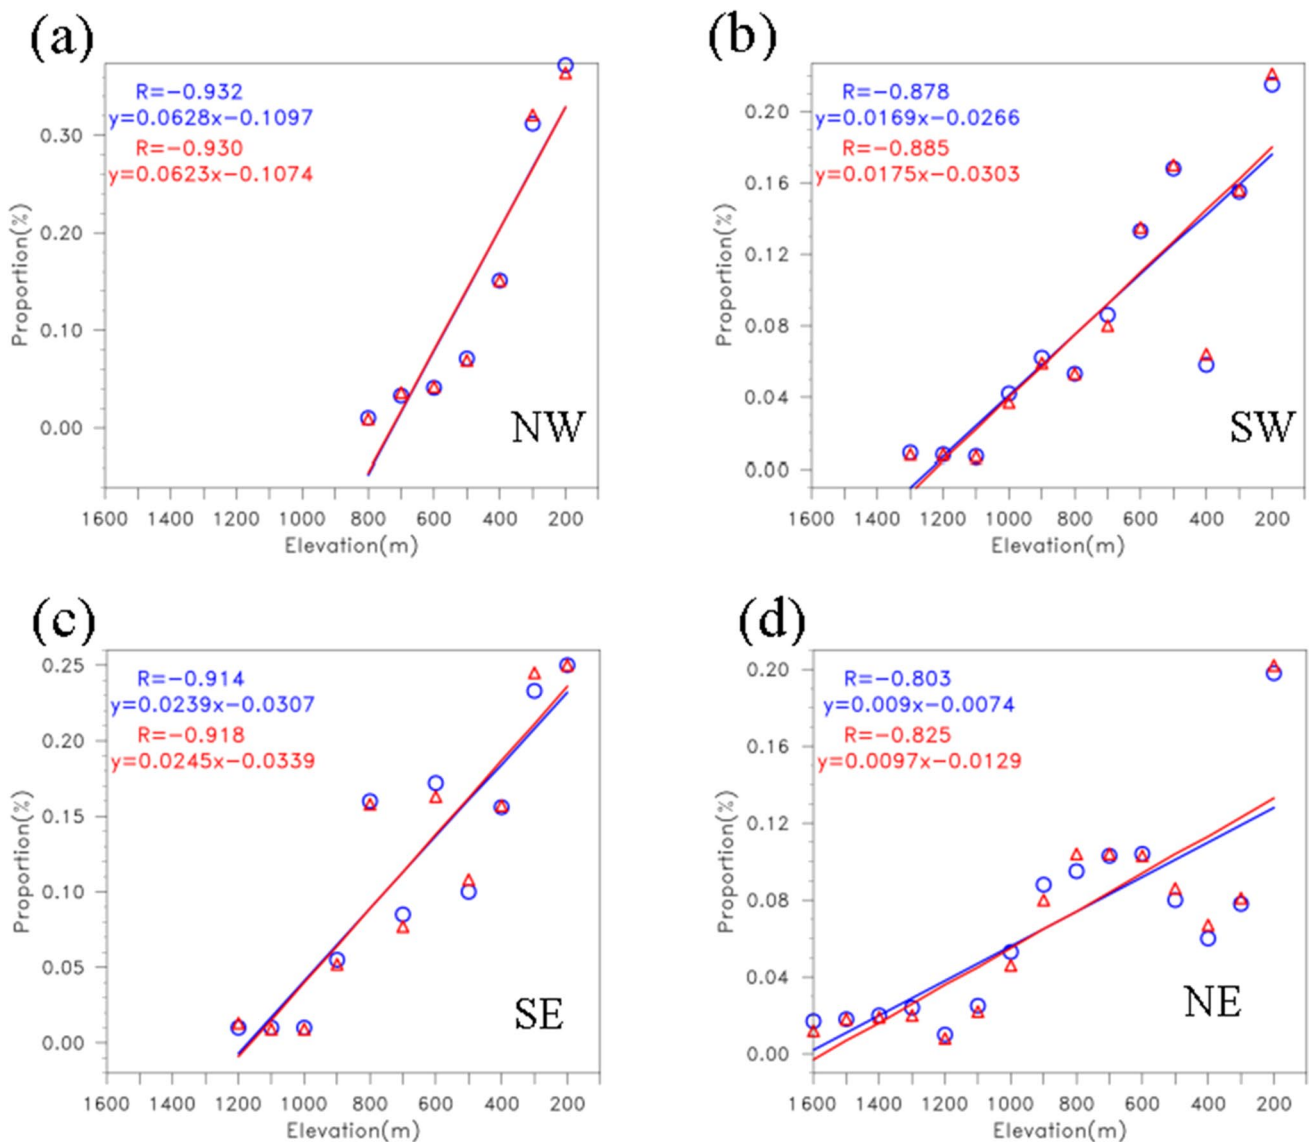 (a)
R=−0.932
y=0.0628x−0.1097
R=−0.930
y=0.0623x−0.1074
0.30
0.20
0.10
0.00
Proportion(%)
NW
1600 1400 1200 1000 800 600 400 200
Elevation(m)
(b)
R=−0.878
y=0.0169x−0.0266
R=−0.885
y=0.0175x−0.0303
0.20
0.16
0.12
0.08
0.04
0.00
Proportion(%)
SW
1600 1400 1200 1000 800 600 400 200
Elevation(m)
(c)
R=−0.914
y=0.0239x−0.0307
R=−0.918
y=0.0245x−0.0339
0.25
0.20
0.15
0.10
0.05
0.00
Proportion(%)
SE
1600 1400 1200 1000 800 600 400 200
Elevation(m)
(d)
R=−0.803
y=0.009x−0.0074
R=−0.825
y=0.0097x−0.0129
0.20
0.16
0.12
0.08
0.04
0.00
Proportion(%)
NE
1600 1400 1200 1000 800 600 400 200
Elevation(m)